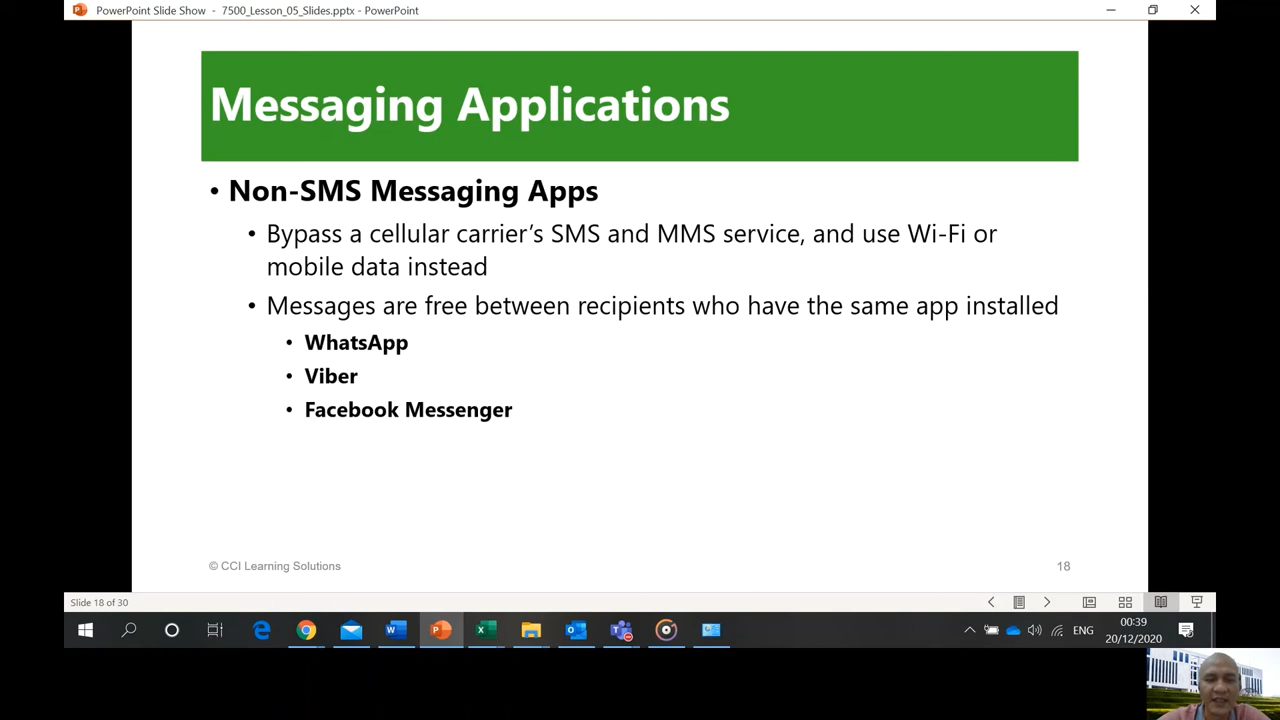 PowerPoint Slide Show - 7500_Lesson_05_Slides.pptx - PowerPoint
Messaging Applications
• Non-SMS Messaging Apps
• Bypass a cellular carrier's SMS and MMS service, and use Wi-Fi or
mobile data instead
• Messages are free between recipients who have the same app installed
• WhatsApp
• Viber
• Facebook Messenger
© CCI Learning Solutions
18
Slide 18 of 30
ENG
00:39
20/12/2020